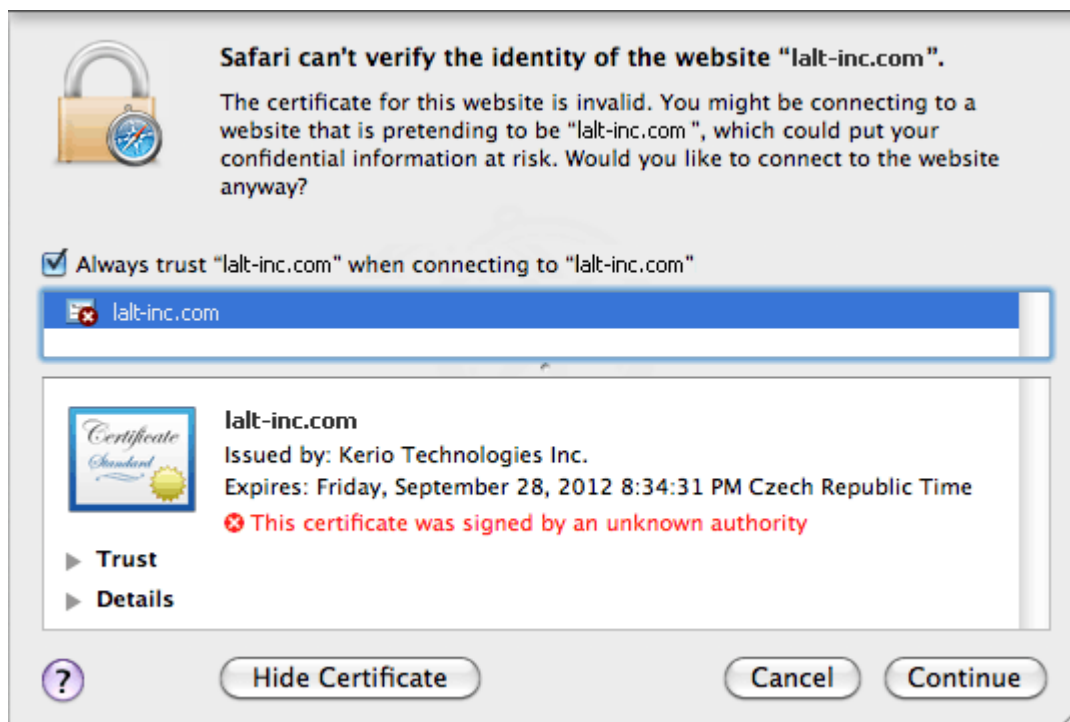 Safari can't verify the identity of the website “lalt-inc.com”.
The certificate for this website is invalid. You might be connecting to a
website that is pretending to be “lalt-inc.com”, which could put your
confidential information at risk. Would you like to connect to the website
anyway?
Always trust “lalt-inc.com” when connecting to “lalt-inc.com”
lalt-inc.com
Certificate
Standard
lalt-inc.com
Issued by: Kerio Technologies Inc.
Expires: Friday, September 28, 2012 8:34:31 PM Czech Republic Time
This certificate was signed by an unknown authority
Trust
Details
?
Hide Certificate
Cancel
Continue